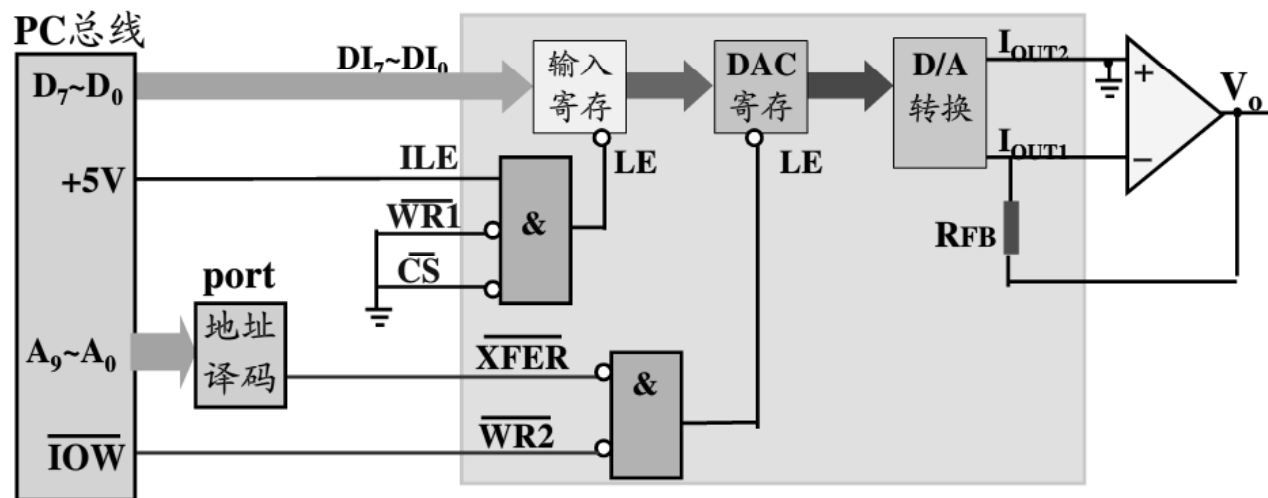 PC总线
D₇~D₀
+5V
A₉~A₀
IOW
port
地址
译码
DI₇~DI₀
ILE
WR1
CS
XFER
WR2
输入
寄存
LE
&
&
DAC
寄存
LE
D/A
转换
IOUT2
IOUT1
RFB
+
−
Vo